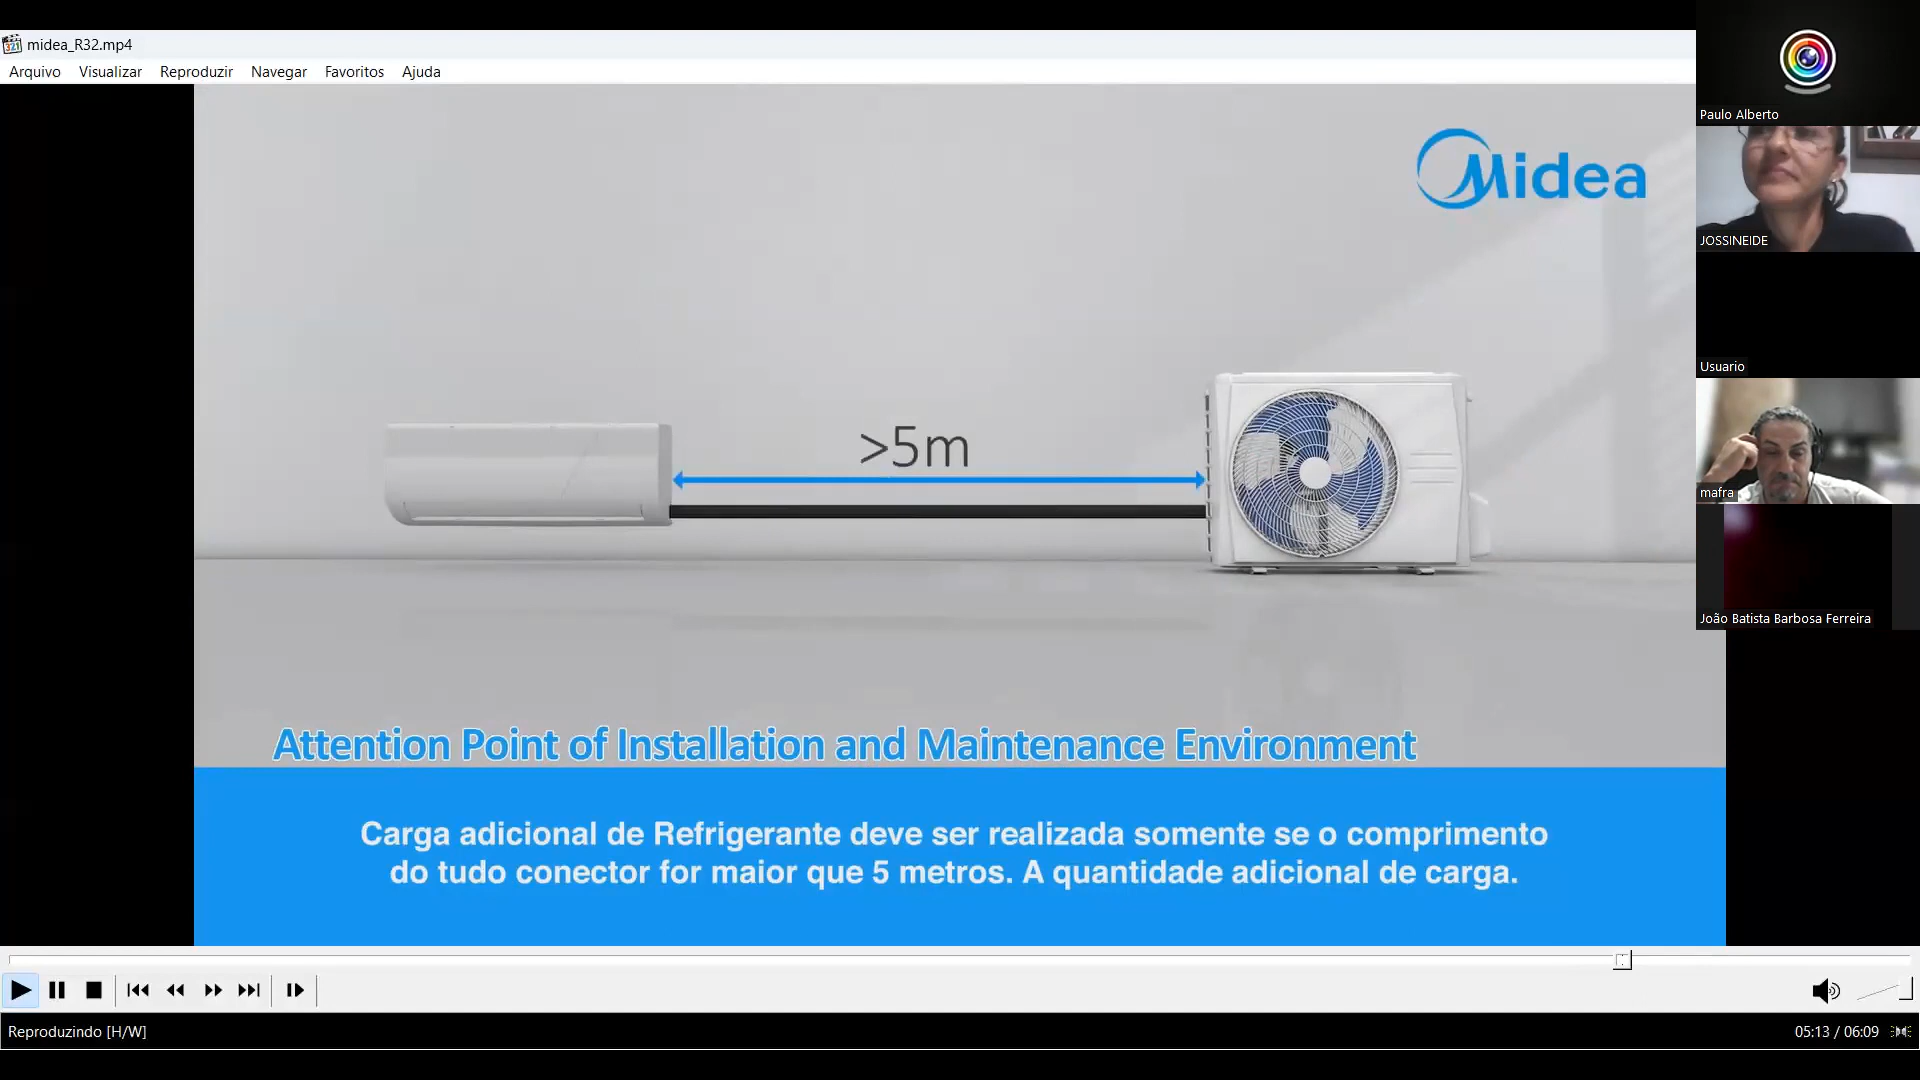 midea_R32.mp4
Arquivo Visualizar Reproduzir Navegar Favoritos Ajuda
Midea
>5m
Attention Point of Installation and Maintenance Environment
Carga adicional de Refrigerante deve ser realizada somente se o comprimento
do tudo conector for maior que 5 metros. A quantidade adicional de carga.
Reproduzindo [H/W]
05:13 / 06:09
Paulo Alberto
JOSSINEIDE
Usuario
mafra
João Batista Barbosa Ferreira